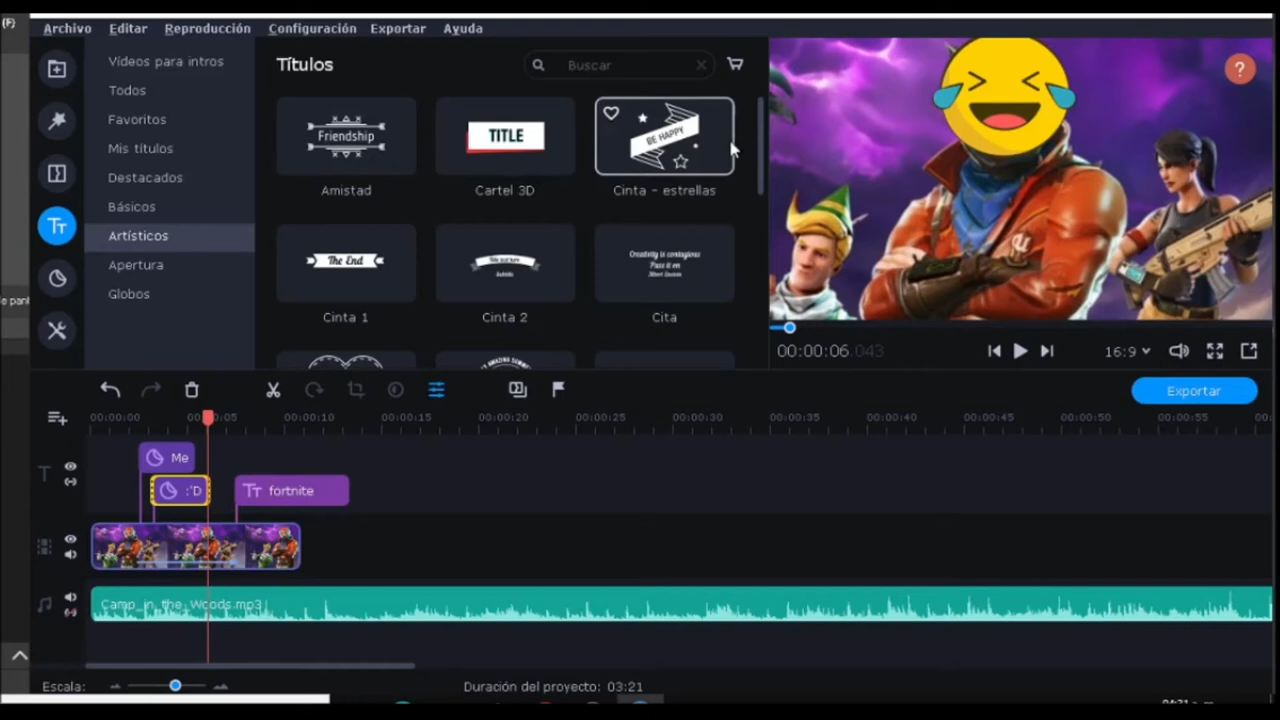 (F)
Archivo Editar Reproducción Configuración Exportar Ayuda
Vídeos para intros
Todos
Favoritos
Mis títulos
Destacados
Básicos
Artísticos
Apertura
Globos
Títulos
Buscar
Friendship
TITLE
BE HAPPY
Amistad
Cartel 3D
Cinta - estrellas
The End
Creativity is contagious
Pass it on
Cinta 1
Cinta 2
Cita
?
00:00:06.043
16:9
Exportar
00:00:00 00:00:05 00:00:10 00:00:15 00:00:20 00:00:25 00:00:30 00:00:35 00:00:40 00:00:45 00:00:50 00:00:55
Me
:'D
Tт fortnite
Camp_in_the_Woods.mp3
Escala:
Duración del proyecto: 03:21